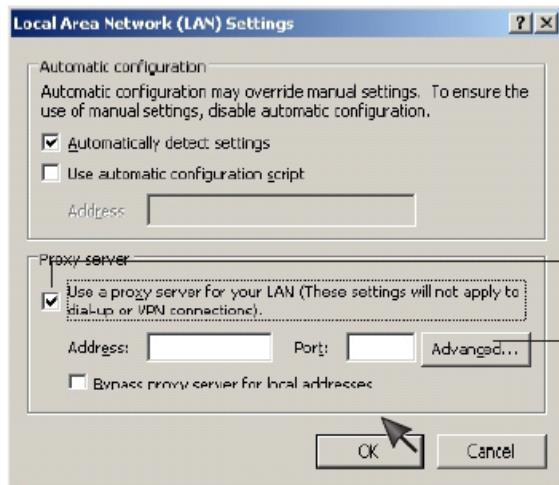 Local Area Network (LAN) Settings
Automatic configuration
Automatic configuration may override manual settings. To ensure the
use of manual settings, disable automatic configuration.
Automatically detect settings
Use automatic configuration script
Address
Proxy server
Use a proxy server for your LAN (These settings will not apply to
dial-up or VPN connections).
Address:
Port:
Advanced...
Bypass proxy server for local addresses
OK
Cancel